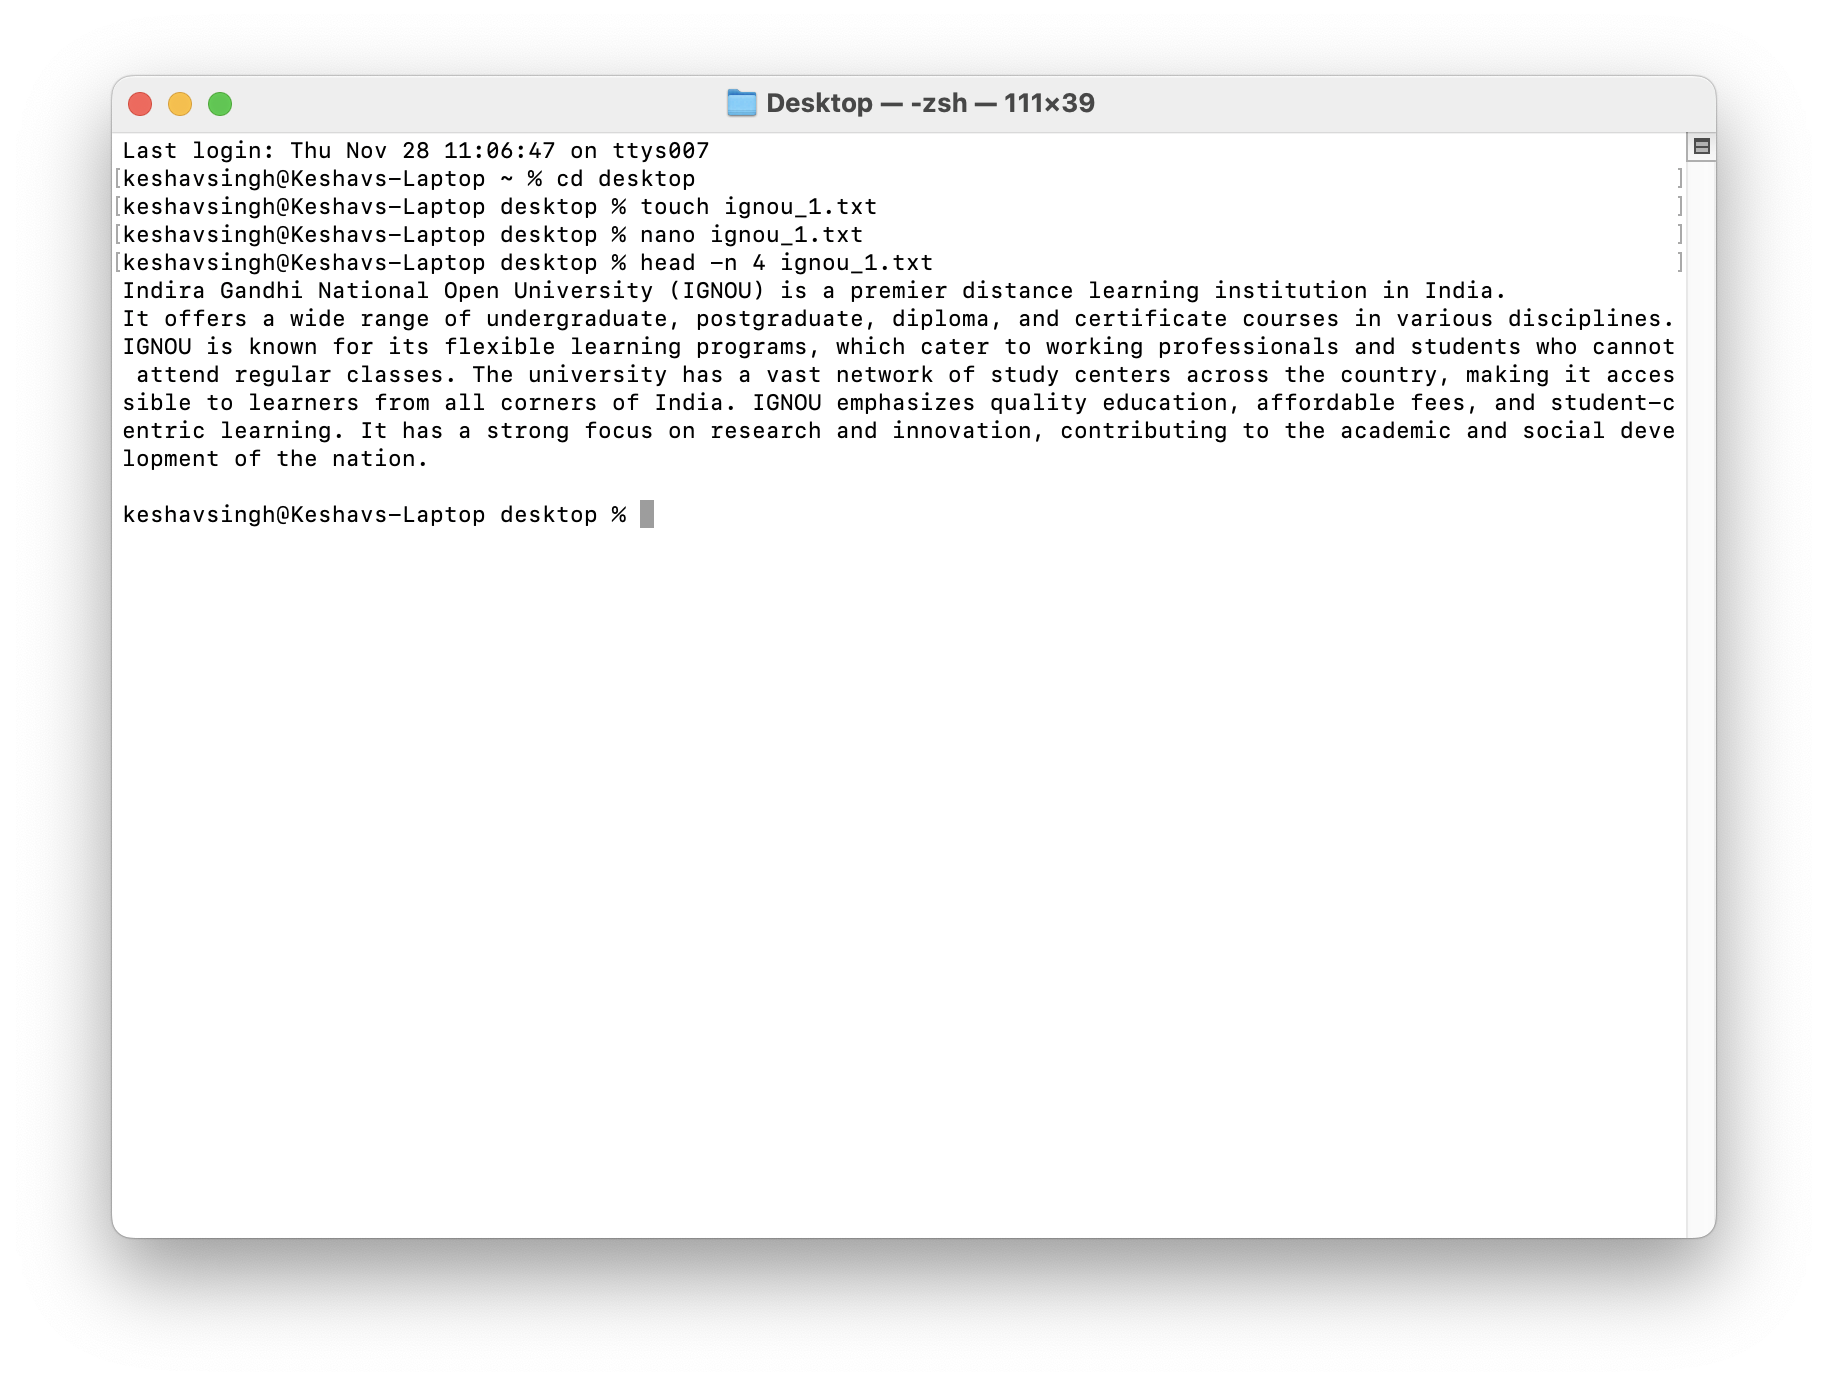 Desktop — -zsh — 111×39
Last login: Thu Nov 28 11:06:47 on ttys007
[keshavsingh@Keshavs-Laptop ~ % cd desktop ]
[keshavsingh@Keshavs-Laptop desktop % touch ignou_1.txt ]
[keshavsingh@Keshavs-Laptop desktop % nano ignou_1.txt ]
[keshavsingh@Keshavs-Laptop desktop % head -n 4 ignou_1.txt ]
Indira Gandhi National Open University (IGNOU) is a premier distance learning institution in India.
It offers a wide range of undergraduate, postgraduate, diploma, and certificate courses in various disciplines.
IGNOU is known for its flexible learning programs, which cater to working professionals and students who cannot
 attend regular classes. The university has a vast network of study centers across the country, making it acces
sible to learners from all corners of India. IGNOU emphasizes quality education, affordable fees, and student-c
entric learning. It has a strong focus on research and innovation, contributing to the academic and social deve
lopment of the nation.
keshavsingh@Keshavs-Laptop desktop %